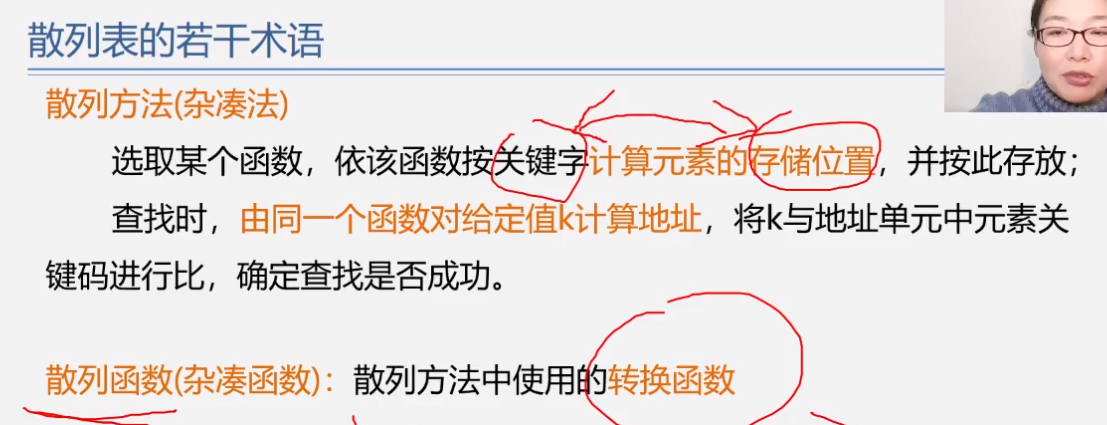 散列表的若干术语
散列方法(杂凑法)
选取某个函数，依该函数按关键字计算元素的存储位置，并按此存放；
查找时，由同一个函数对给定值k计算地址，将k与地址单元中元素关
键码进行比，确定查找是否成功。
散列函数(杂凑函数)：散列方法中使用的转换函数